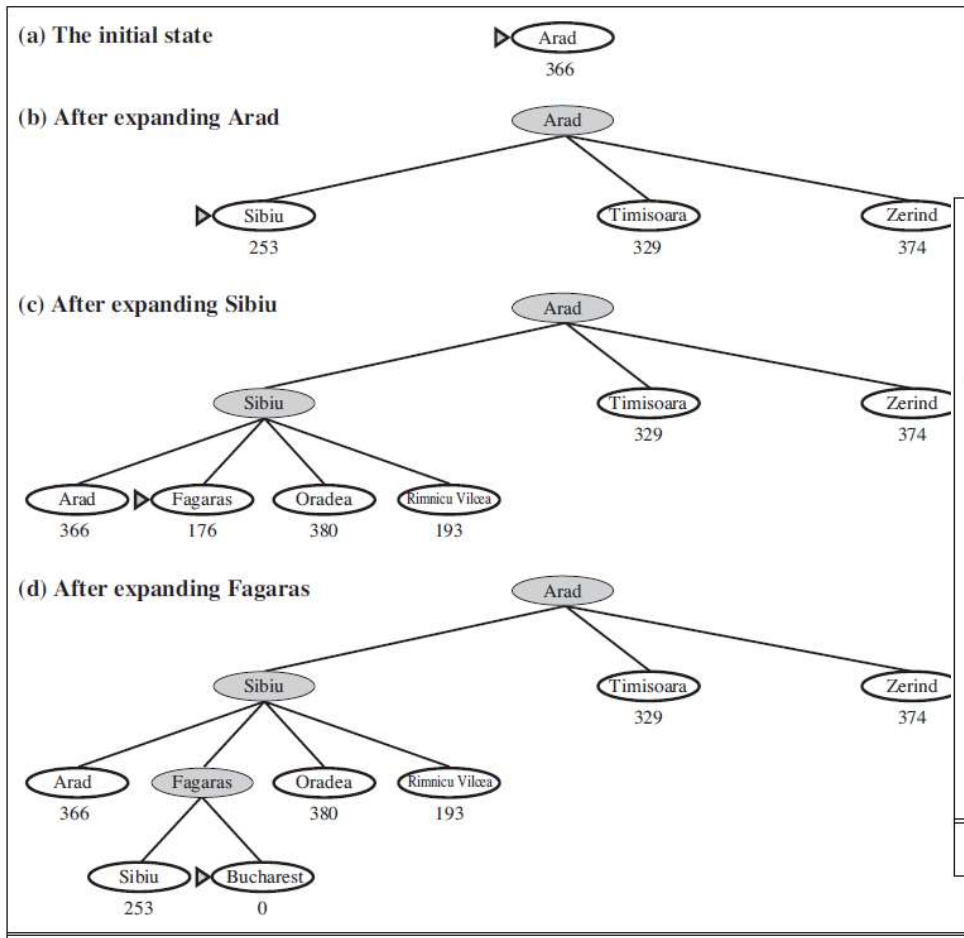 (a) The initial state
Arad
366
(b) After expanding Arad
Arad
Sibiu Timisoara Zerind
253 329 374
(c) After expanding Sibiu
Arad
Sibiu Timisoara Zerind
329 374
Arad Fagaras Oradea Rimnicu Vilcea
366 176 380 193
(d) After expanding Fagaras
Arad
Sibiu Timisoara Zerind
329 374
Arad Fagaras Oradea Rimnicu Vilcea
366 380 193
Sibiu Bucharest
253 0